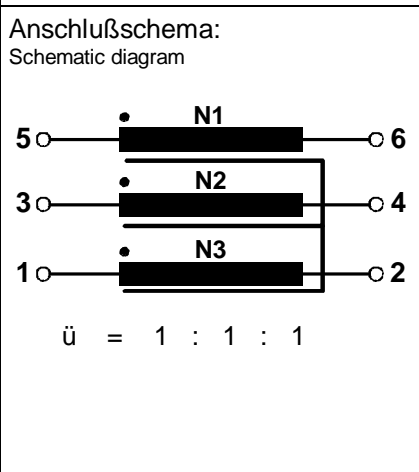 Anschlußschema:
Schematic diagram
N1
5 6
N2
3 4
N3
1 2
ü = 1 : 1 : 1